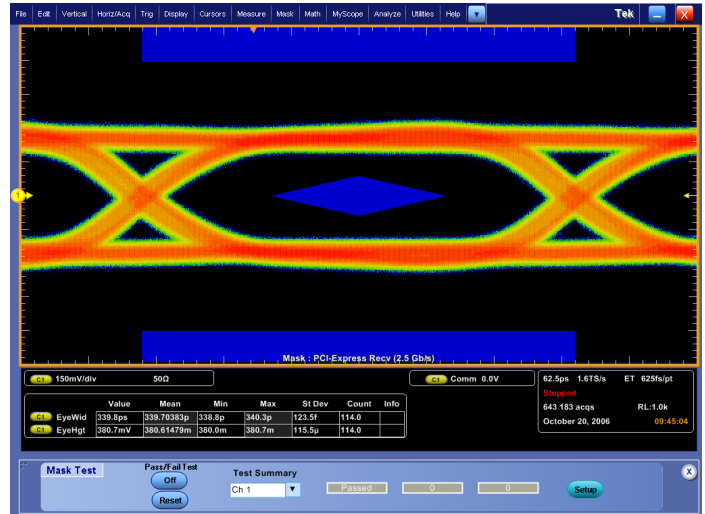 File Edit Vertical Horiz/Acq Trig Display Cursors Measure Mask Math MyScope Analyze Utilities Help Tek X
1
Mask : PCI-Express Recv (2.5 Gb/s)
C1 150mV/div 50Ω
C1 Comm 0.0V
62.5ps 1.6TS/s ET 625fs/pt
Stopped
643 183 acqs RL:1.0k
October 20, 2006 09:45:04
Value Mean Min Max St Dev Count Info
C1 EyeWid 339.8ps 339.70383p 338.8p 340.3p 123.5f 114.0
C1 EyeHgt 380.7mV 380.61479m 380.0m 380.7m 115.5µ 114.0
Mask Test
Pass/Fail Test
Off
Reset
Test Summary
Ch 1
Passed 0 0
Setup
X